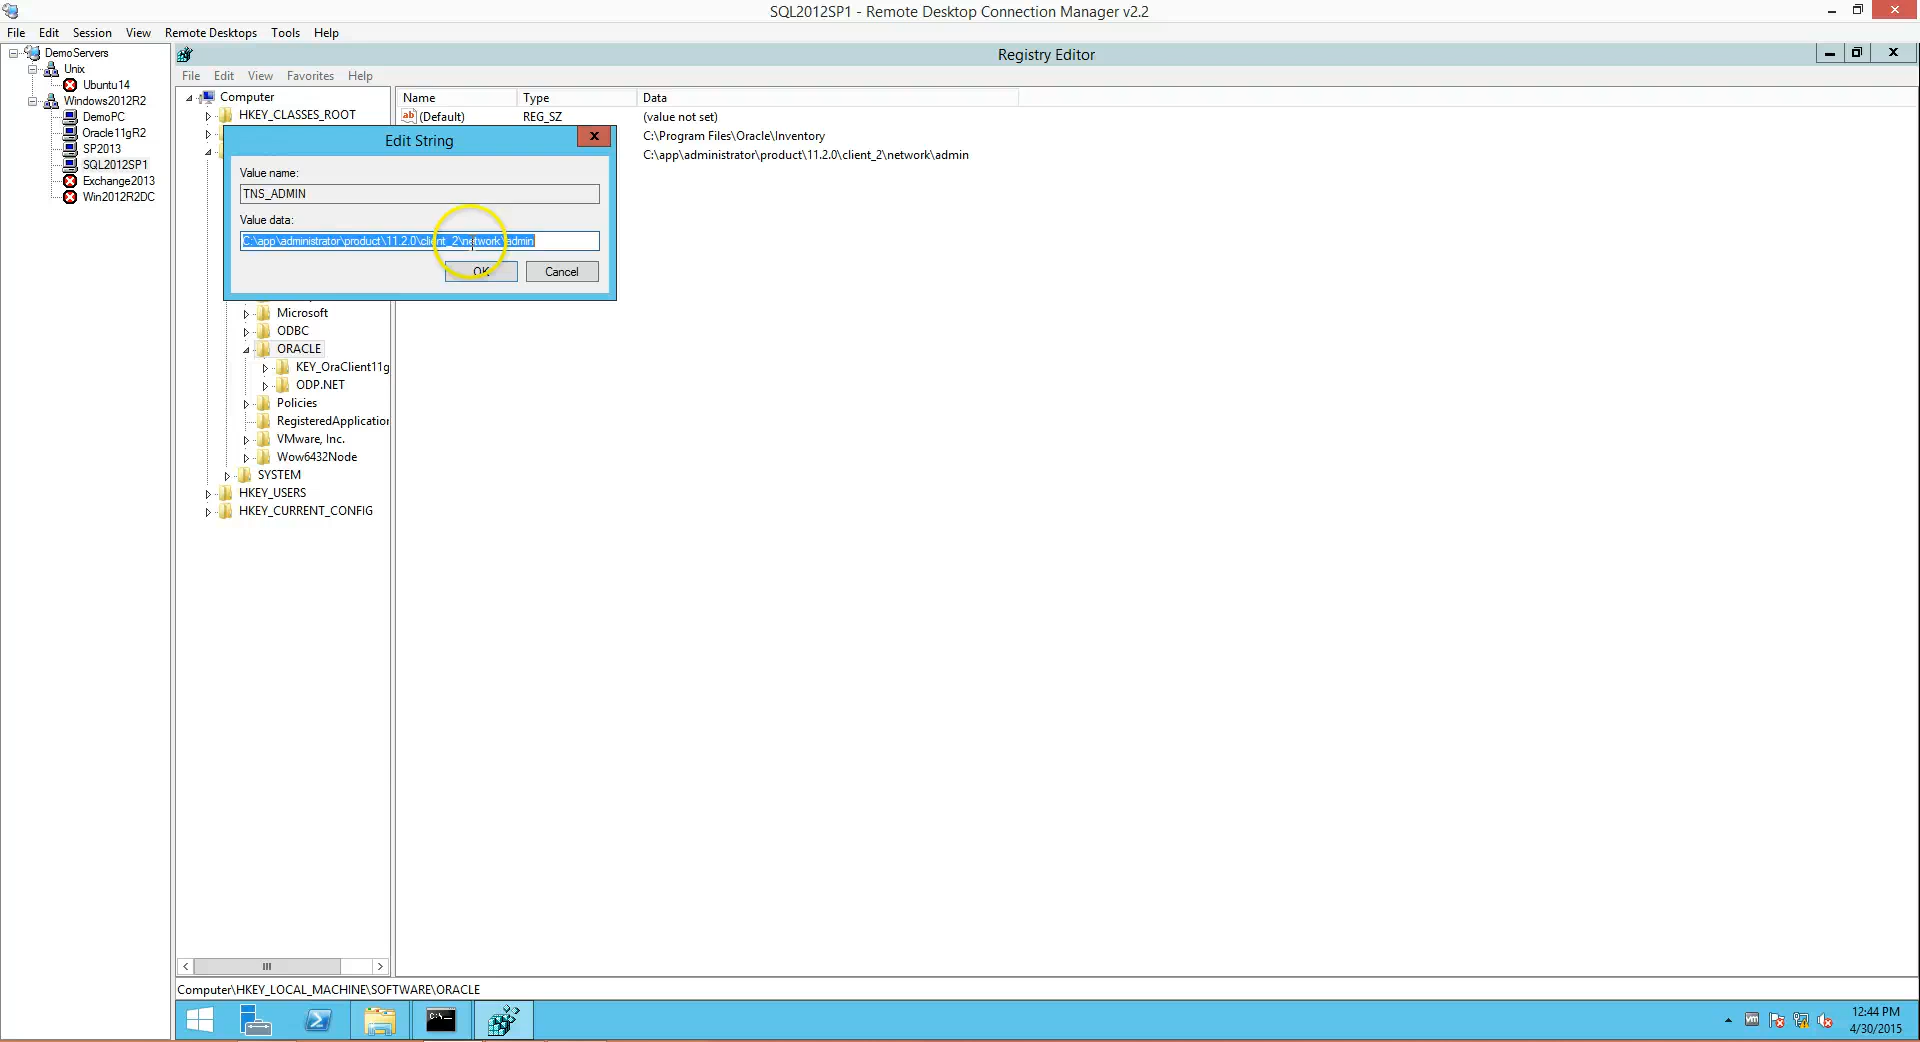 SQL2012SP1 - Remote Desktop Connection Manager v2.2
File Edit Session View Remote Desktops Tools Help
DemoServers
Unix
Ubuntu14
Windows2012R2
DemoPC
Oracle11gR2
SP2013
SQL2012SP1
Exchange2013
Win2012R2DC
Registry Editor
File Edit View Favorites Help
Computer
HKEY_CLASSES_ROOT
Microsoft
ODBC
ORACLE
KEY_OraClient11g
ODP.NET
Policies
RegisteredApplication
VMware, Inc.
Wow6432Node
SYSTEM
HKEY_USERS
HKEY_CURRENT_CONFIG
Name Type Data
(Default) REG_SZ (value not set)
C:\Program Files\Oracle\Inventory
C:\app\administrator\product\11.2.0\client_2\network\admin
Edit String
Value name:
TNS_ADMIN
Value data:
C:\app\administrator\product\11.2.0\client_2\network\admin
OK Cancel
Computer\HKEY_LOCAL_MACHINE\SOFTWARE\ORACLE
12:44 PM
4/30/2015